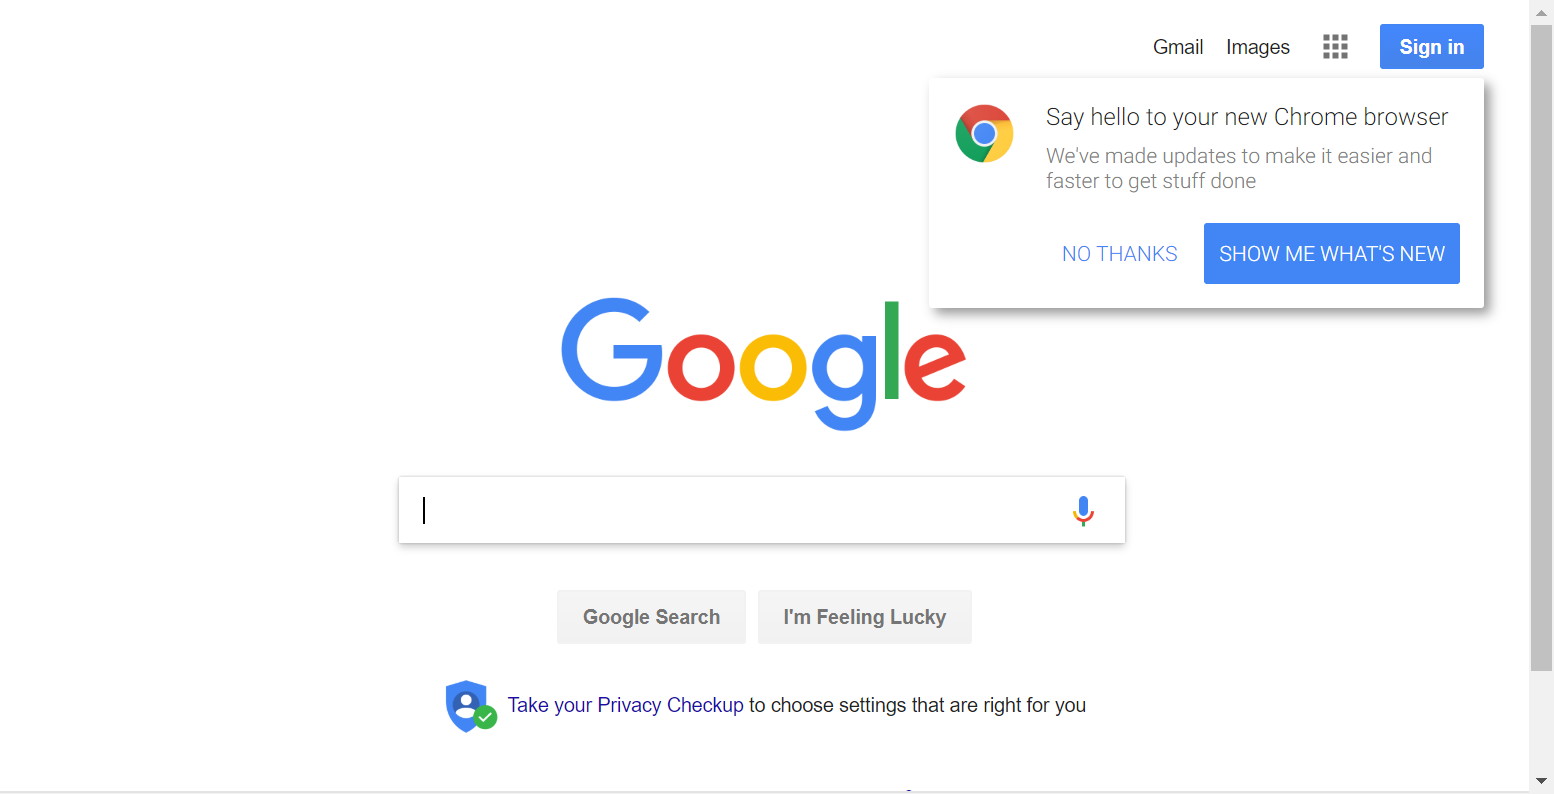 Gmail Images Sign in
Say hello to your new Chrome browser
We've made updates to make it easier and
faster to get stuff done
NO THANKS SHOW ME WHAT'S NEW
Google
Google Search I'm Feeling Lucky
Take your Privacy Checkup to choose settings that are right for you